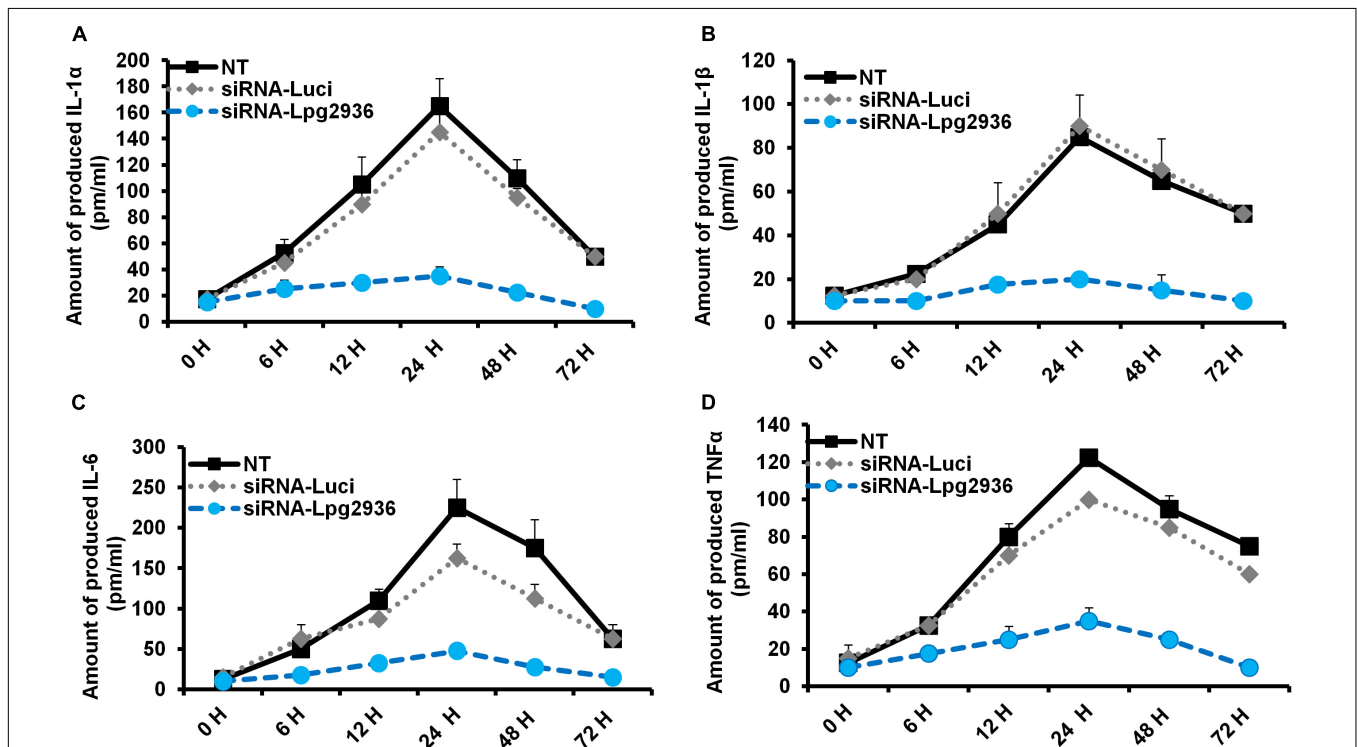 A
Amount of produced IL-1α
(pm/ml)
200
180
160
140
120
100
80
60
40
20
0
NT
siRNA-Luci
siRNA-Lpg2936
0 H
6 H
12 H
24 H
48 H
72 H
B
Amount of produced IL-1β
(pm/ml)
120
100
80
60
40
20
0
NT
siRNA-Luci
siRNA-Lpg2936
0 H
6 H
12 H
24 H
48 H
72 H
C
Amount of produced IL-6
(pm/ml)
300
250
200
150
100
50
0
NT
siRNA-Luci
siRNA-Lpg2936
0 H
6 H
12 H
24 H
48 H
72 H
D
Amount of produced TNFα
(pm/ml)
140
120
100
80
60
40
20
0
NT
siRNA-Luci
siRNA-Lpg2936
0 H
6 H
12 H
24 H
48 H
72 H